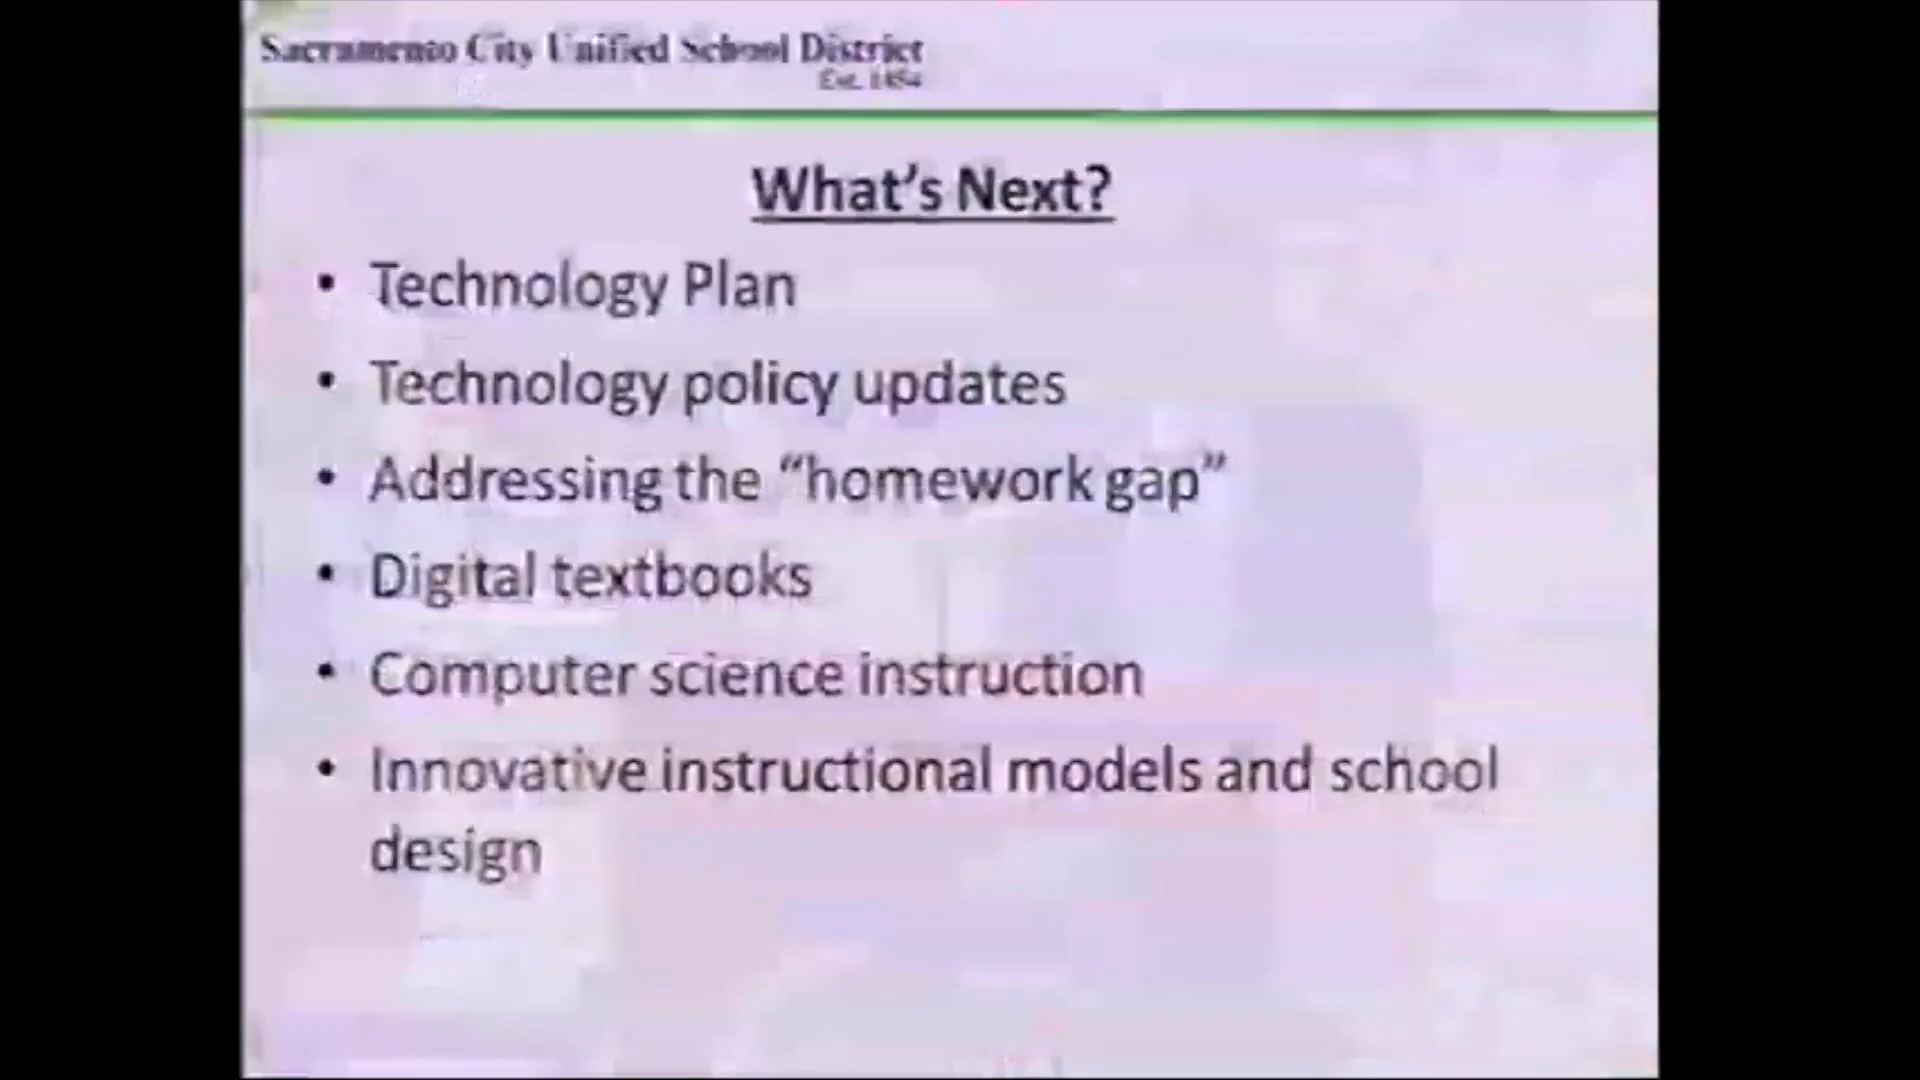 Sacramento City Unified School District
Est. 1854
What's Next?
• Technology Plan
• Technology policy updates
• Addressing the “homework gap”
• Digital textbooks
• Computer science instruction
• Innovative instructional models and school
design